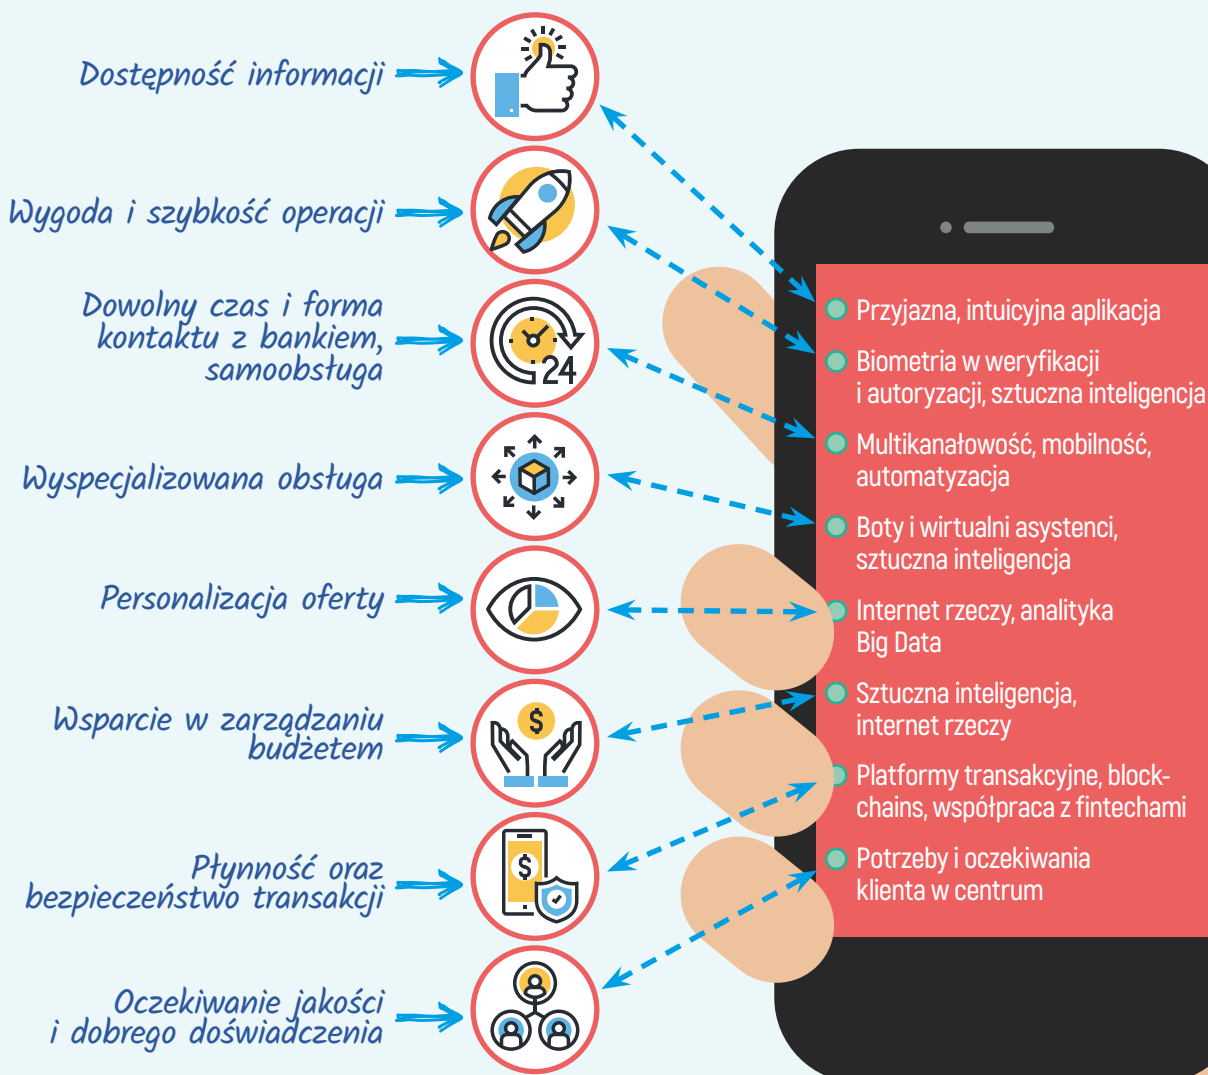 Dostępność informacji
Wygoda i szybkość operacji
Dowolny czas i forma
kontaktu z bankiem,
samoobsługa
24
Wyspecjalizowana obsługa
Personalizacja oferty
Wsparcie w zarządzaniu
budżetem
$
Płynność oraz
bezpieczeństwo transakcji
$
Oczekiwanie jakości
i dobrego doświadczenia
Przyjazna, intuicyjna aplikacja
Biometria w weryfikacji
i autoryzacji, sztuczna inteligencja
Multikanałowość, mobilność,
automatyzacja
Boty i wirtualni asystenci,
sztuczna inteligencja
Internet rzeczy, analityka
Big Data
Sztuczna inteligencja,
internet rzeczy
Platformy transakcyjne, block-
chains, współpraca z fintechami
Potrzeby i oczekiwania
klienta w centrum